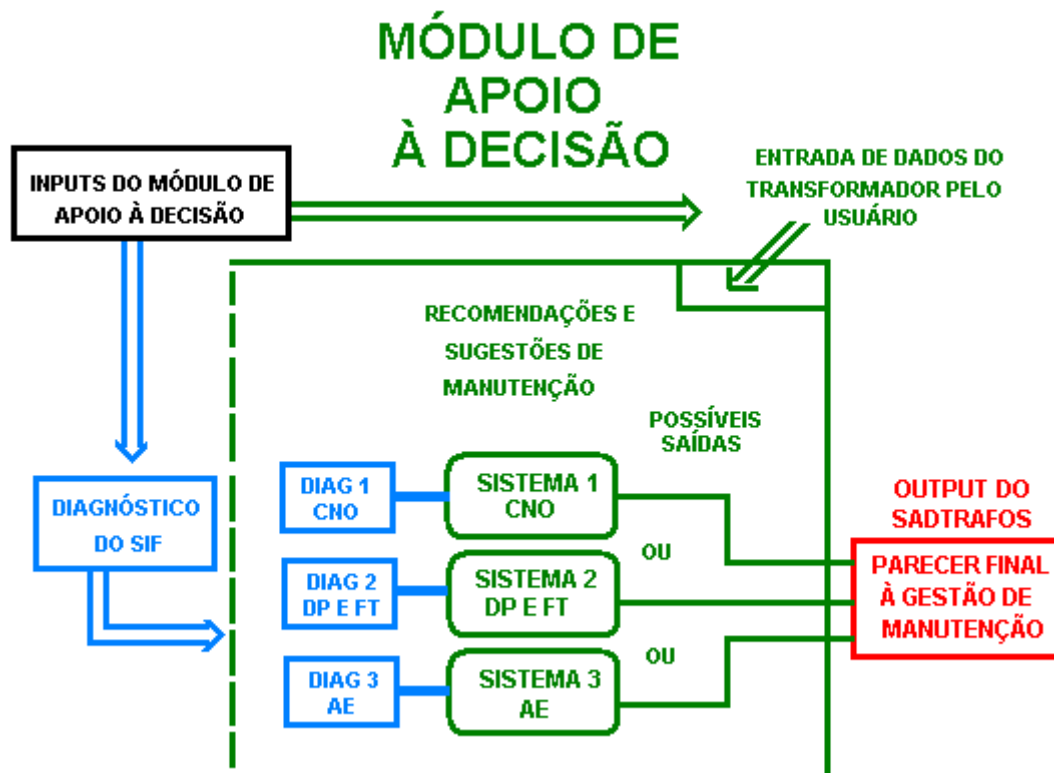 MÓDULO DE
APOIO
À DECISÃO
INPUTS DO MÓDULO DE
APOIO À DECISÃO
ENTRADA DE DADOS DO
TRANSFORMADOR PELO
USUÁRIO
RECOMENDAÇÕES E
SUGESTÕES DE
MANUTENÇÃO
POSSÍVEIS
SAÍDAS
DIAGNÓSTICO
DO SIF
DIAG 1
CNO
SISTEMA 1
CNO
OU
DIAG 2
DP E FT
SISTEMA 2
DP E FT
OU
DIAG 3
AE
SISTEMA 3
AE
OUTPUT DO
SADTRAFOS
PARECER FINAL
À GESTÃO DE
MANUTENÇÃO